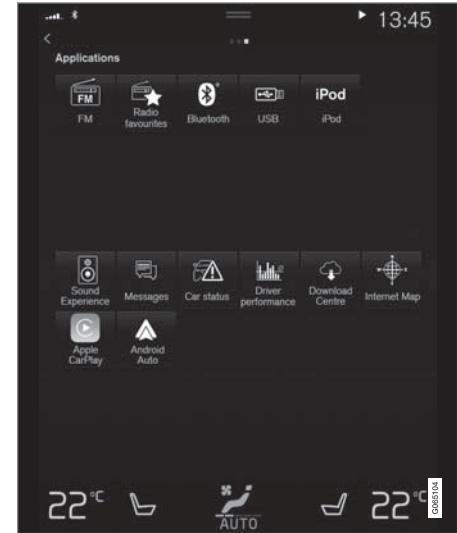 13:45
Applications
FM
FM
Radio
favourites
Bluetooth
USB
iPod
iPod
Sound
Experience
Messages
Car status
Driver
performance
Download
Centre
Internet Map
Apple
CarPlay
Android
Auto
22°C
AUTO
22°C
G065104